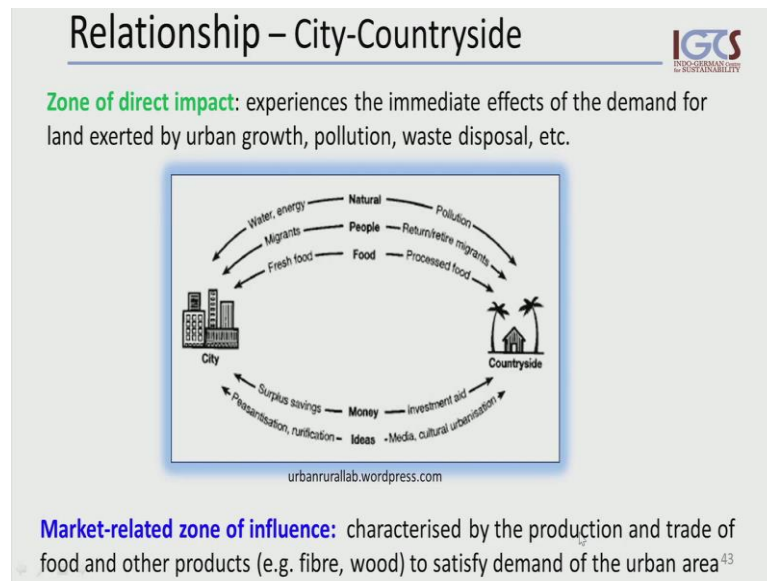 Relationship – City-Countryside
IGCS
INDO-GERMAN Centre
for SUSTAINABILITY
Zone of direct impact: experiences the immediate effects of the demand for
land exerted by urban growth, pollution, waste disposal, etc.
Water, energy Natural Pollution
Migrants People Return/retire migrants
Fresh food Food Processed food
City
Countryside
Surplus savings Money investment aid
Peasantisation, rurification Ideas Media, cultural urbanisation
urbanrurallab.wordpress.com
Market-related zone of influence: characterised by the production and trade of
food and other products (e.g. fibre, wood) to satisfy demand of the urban area 43